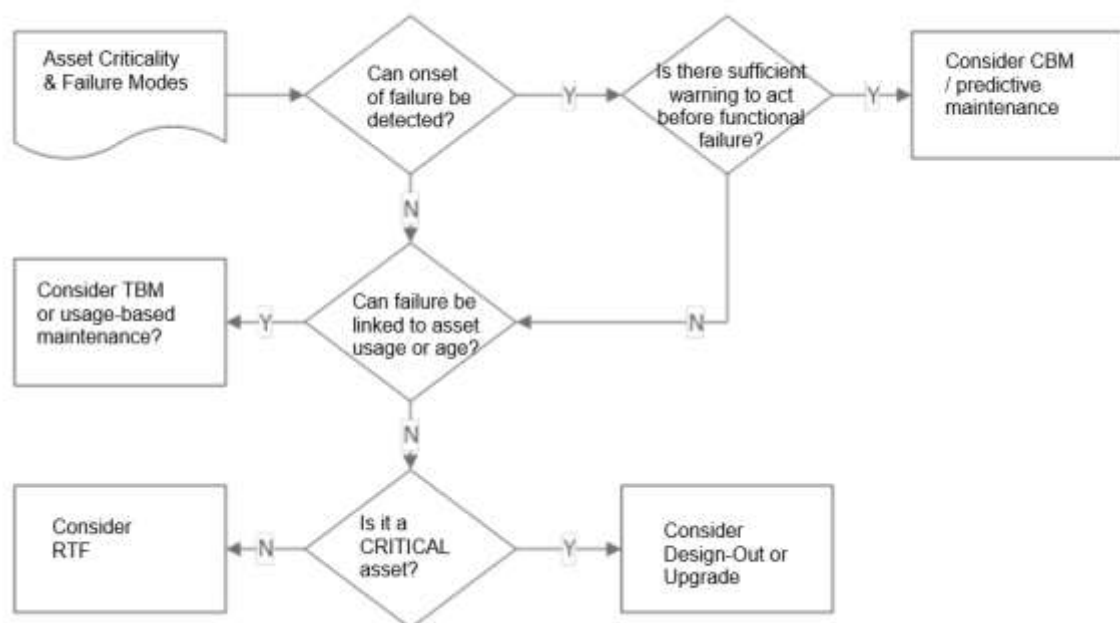 Asset Criticality
& Failure Modes
Can onset
of failure be
detected?
Y
Is there sufficient
warning to act
before functional
failure?
Y
Consider CBM
/ predictive
maintenance
N
Consider TBM
or usage-based
maintenance?
Y
Can failure be
linked to asset
usage or age?
N
N
Consider
RTF
N
Is it a
CRITICAL
asset?
Y
Consider
Design-Out or
Upgrade